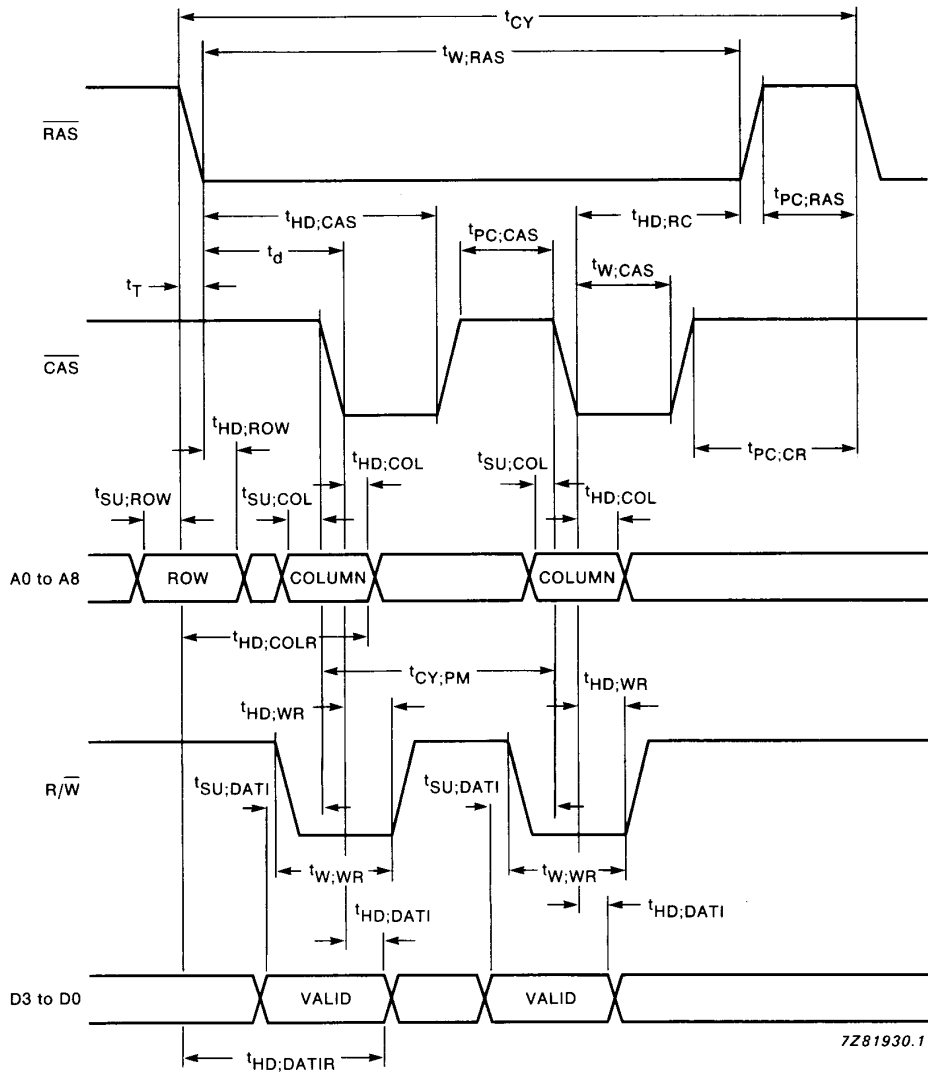 tCY
tW;RAS
RAS
tHD;CAS
tPC;CAS
tHD;RC
tPC;RAS
td
tW;CAS
tT
CAS
tHD;ROW
tHD;COL
tPC;CR
tSU;ROW
tSU;COL
tSU;COL
tHD;COL
A0 to A8
ROW
COLUMN
COLUMN
tHD;COLR
tCY;PM
tHD;WR
tHD;WR
R/W
tSU;DATI
tSU;DATI
tW;WR
tW;WR
tHD;DATI
tHD;DATI
D3 to D0
VALID
VALID
7Z81930.1
tHD;DATIR